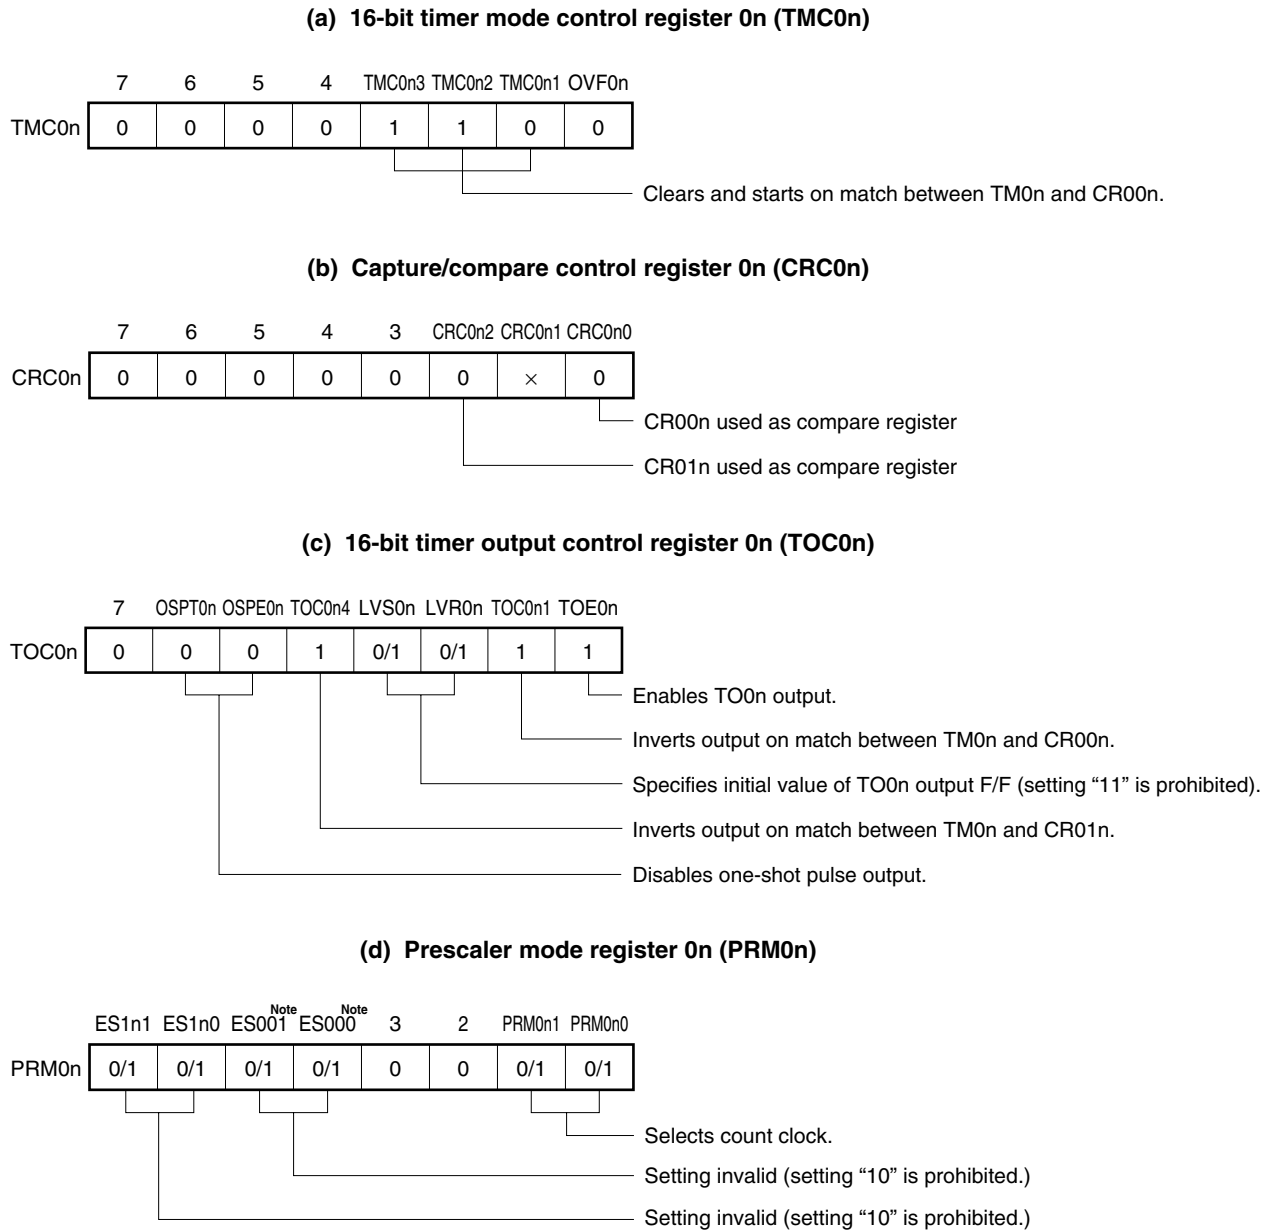 (a) 16-bit timer mode control register 0n (TMC0n)
7 6 5 4 TMC0n3 TMC0n2 TMC0n1 OVF0n
TMC0n 0 0 0 0 1 1 0 0
Clears and starts on match between TM0n and CR00n.
(b) Capture/compare control register 0n (CRC0n)
7 6 5 4 3 CRC0n2 CRC0n1 CRC0n0
CRC0n 0 0 0 0 0 0 × 0
CR00n used as compare register
CR01n used as compare register
(c) 16-bit timer output control register 0n (TOC0n)
7 OSPT0n OSPE0n TOC0n4 LVS0n LVR0n TOC0n1 TOE0n
TOC0n 0 0 0 1 0/1 0/1 1 1
Enables TO0n output.
Inverts output on match between TM0n and CR00n.
Specifies initial value of TO0n output F/F (setting “11” is prohibited).
Inverts output on match between TM0n and CR01n.
Disables one-shot pulse output.
(d) Prescaler mode register 0n (PRM0n)
ES1n1 ES1n0 ES001 Note ES000 Note 3 2 PRM0n1 PRM0n0
PRM0n 0/1 0/1 0/1 0/1 0 0 0/1 0/1
Selects count clock.
Setting invalid (setting “10” is prohibited.)
Setting invalid (setting “10” is prohibited.)